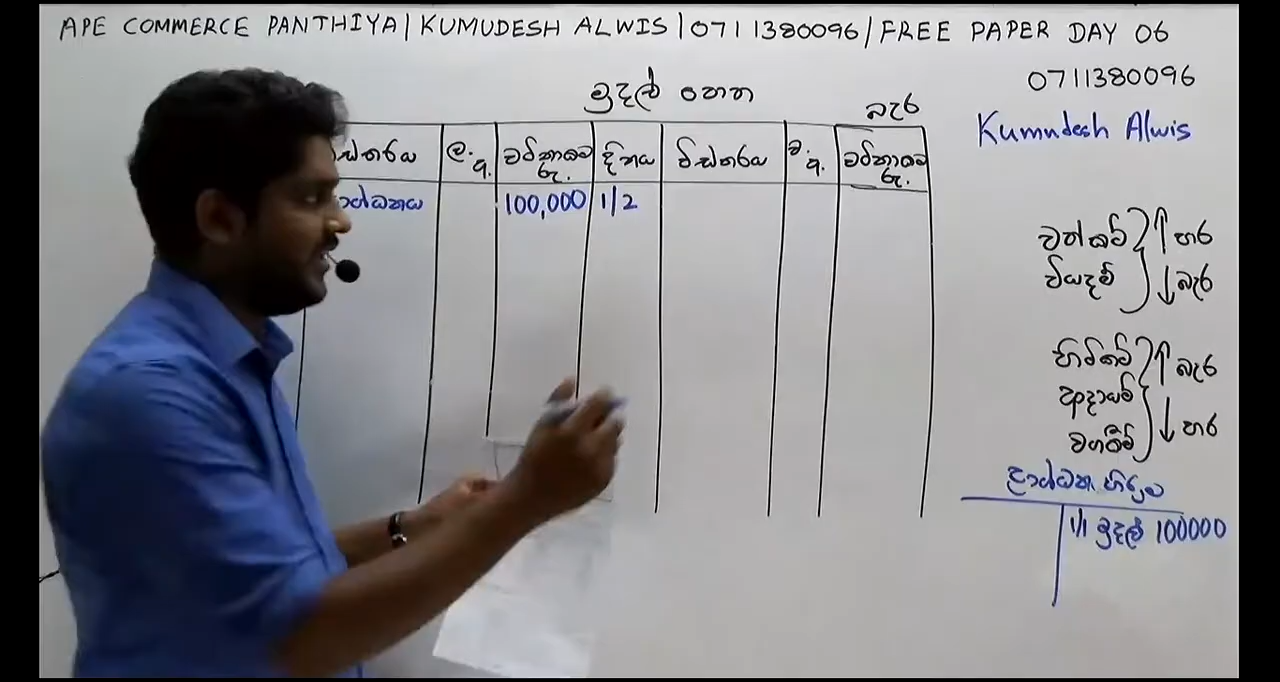 APE COMMERCE PANTHIYA | KUMUDESH ALWIS | 0711380096 / FREE PAPER DAY 06
0711380096
Kumudesh Alwis
මුදල් පොත
බැර
ස්තරය ලෙ. පු. වටිනාකම රු. දිනය විස්තරය ලෙ. පු. වටිනාකම රු.
ාග්ධනය 100,000 1/2
වත්කම් ↑ හර
වියදම් ↓ බැර
හිමිකම් ↑ බැර
ආදායම්
වගකීම් ↓ හර
ප්‍රාග්ධන ගිණුම
1/1 මුදල් 100000